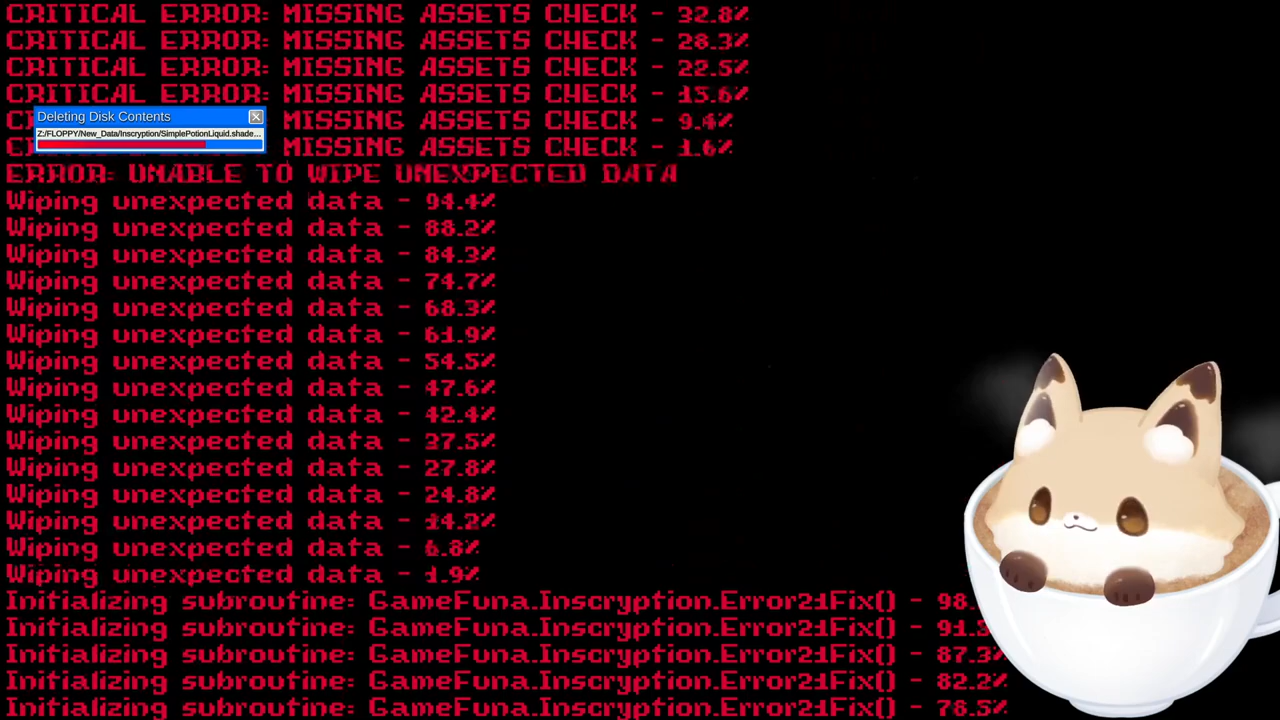 CRITICAL ERROR: MISSING ASSETS CHECK - 32.8%
CRITICAL ERROR: MISSING ASSETS CHECK - 28.3%
CRITICAL ERROR: MISSING ASSETS CHECK - 22.5%
CRITICAL ERROR: MISSING ASSETS CHECK - 15.6%
Deleting Disk Contents
MISSING ASSETS CHECK - 9.4%
Z:/FLOPPY/New_Data/Inscryption/SimplePotionLiquid.shade...
MISSING ASSETS CHECK - 1.6%
ERROR: UNABLE TO WIPE UNEXPECTED DATA
Wiping unexpected data - 94.4%
Wiping unexpected data - 88.2%
Wiping unexpected data - 84.3%
Wiping unexpected data - 74.7%
Wiping unexpected data - 68.3%
Wiping unexpected data - 61.9%
Wiping unexpected data - 54.5%
Wiping unexpected data - 47.6%
Wiping unexpected data - 42.4%
Wiping unexpected data - 37.5%
Wiping unexpected data - 27.8%
Wiping unexpected data - 24.8%
Wiping unexpected data - 14.2%
Wiping unexpected data - 6.8%
Wiping unexpected data - 1.9%
Initializing subroutine: GameFuna.Inscryption.Error21Fix() - 98.
Initializing subroutine: GameFuna.Inscryption.Error21Fix() - 91.3
Initializing subroutine: GameFuna.Inscryption.Error21Fix() - 87.3%
Initializing subroutine: GameFuna.Inscryption.Error21Fix() - 82.2%
Initializing subroutine: GameFuna.Inscryption.Error21Fix() - 78.5%